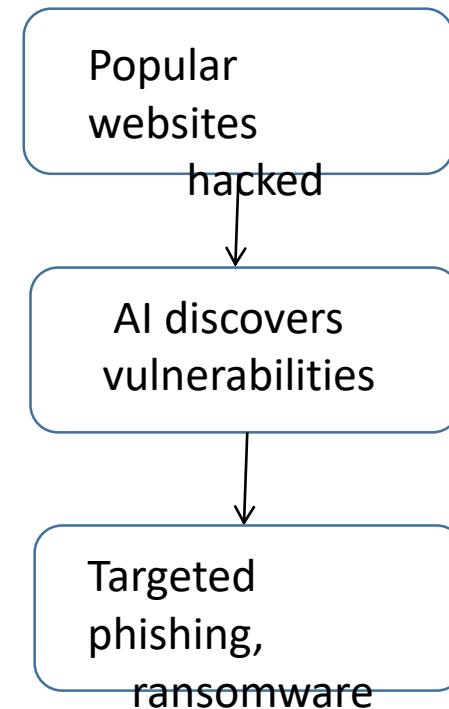 Popular
websites
hacked
AI discovers
vulnerabilities
Targeted
phishing,
ransomware